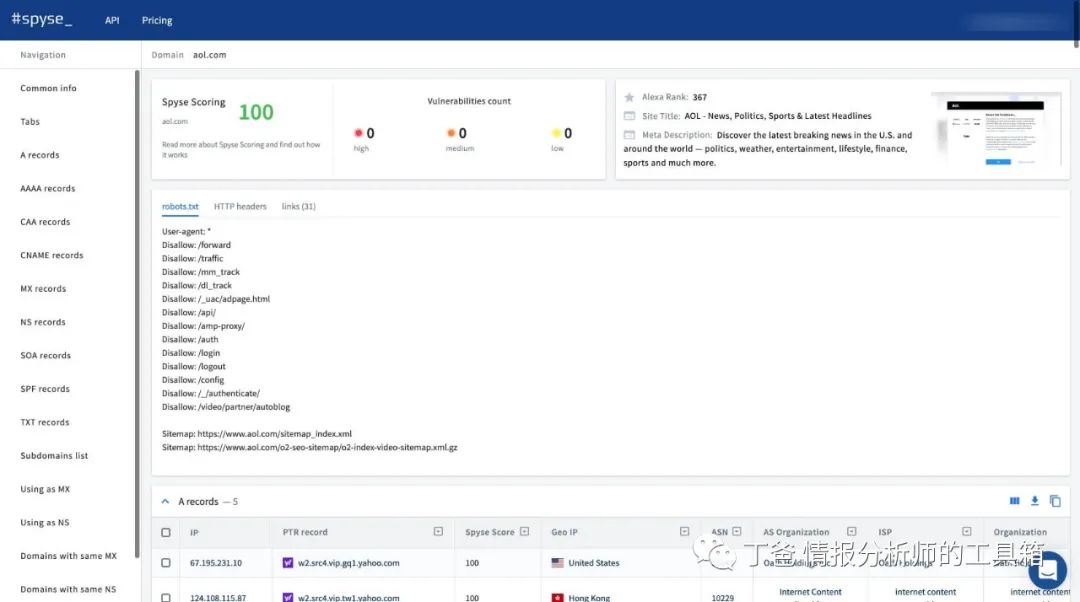 #spyse_
API
Pricing
Navigation
Domain aol.com
Common info
Tabs
A records
AAAA records
CAA records
CNAME records
MX records
NS records
SOA records
SPF records
TXT records
Subdomains list
Using as MX
Using as NS
Domains with same MX
Domains with same NS
Spyse Scoring
100
aol.com
Read more about Spyse Scoring and find out how
it works
Vulnerabilities count
0
high
0
medium
0
low
Alexa Rank: 367
Site Title: AOL - News, Politics, Sports & Latest Headlines
Meta Description: Discover the latest breaking news in the U.S. and
around the world — politics, weather, entertainment, lifestyle, finance,
sports and much more.
robots.txt
HTTP headers
links (31)
User-agent: *
Disallow: /forward
Disallow: /traffic
Disallow: /mm_track
Disallow: /dl_track
Disallow: /_uac/adpage.html
Disallow: /api/
Disallow: /amp-proxy/
Disallow: /auth
Disallow: /login
Disallow: /logout
Disallow: /config
Disallow: /_/authenticate/
Disallow: /video/partner/autoblog
Sitemap: https://www.aol.com/sitemap_index.xml
Sitemap: https://www.aol.com/o2-seo-sitemap/o2-index-video-sitemap.xml.gz
A records — 5
IP
PTR record
Spyse Score
Geo IP
ASN
AS Organization
ISP
Organization
67.195.231.10
w2.src4.vip.gq1.yahoo.com
100
United States
124.108.115.87
w2.src4.vip.tw1.yahoo.com
100
Hong Kong
10229
Internet Content
internet content
internet content
丁爸 情报分析师的工具箱